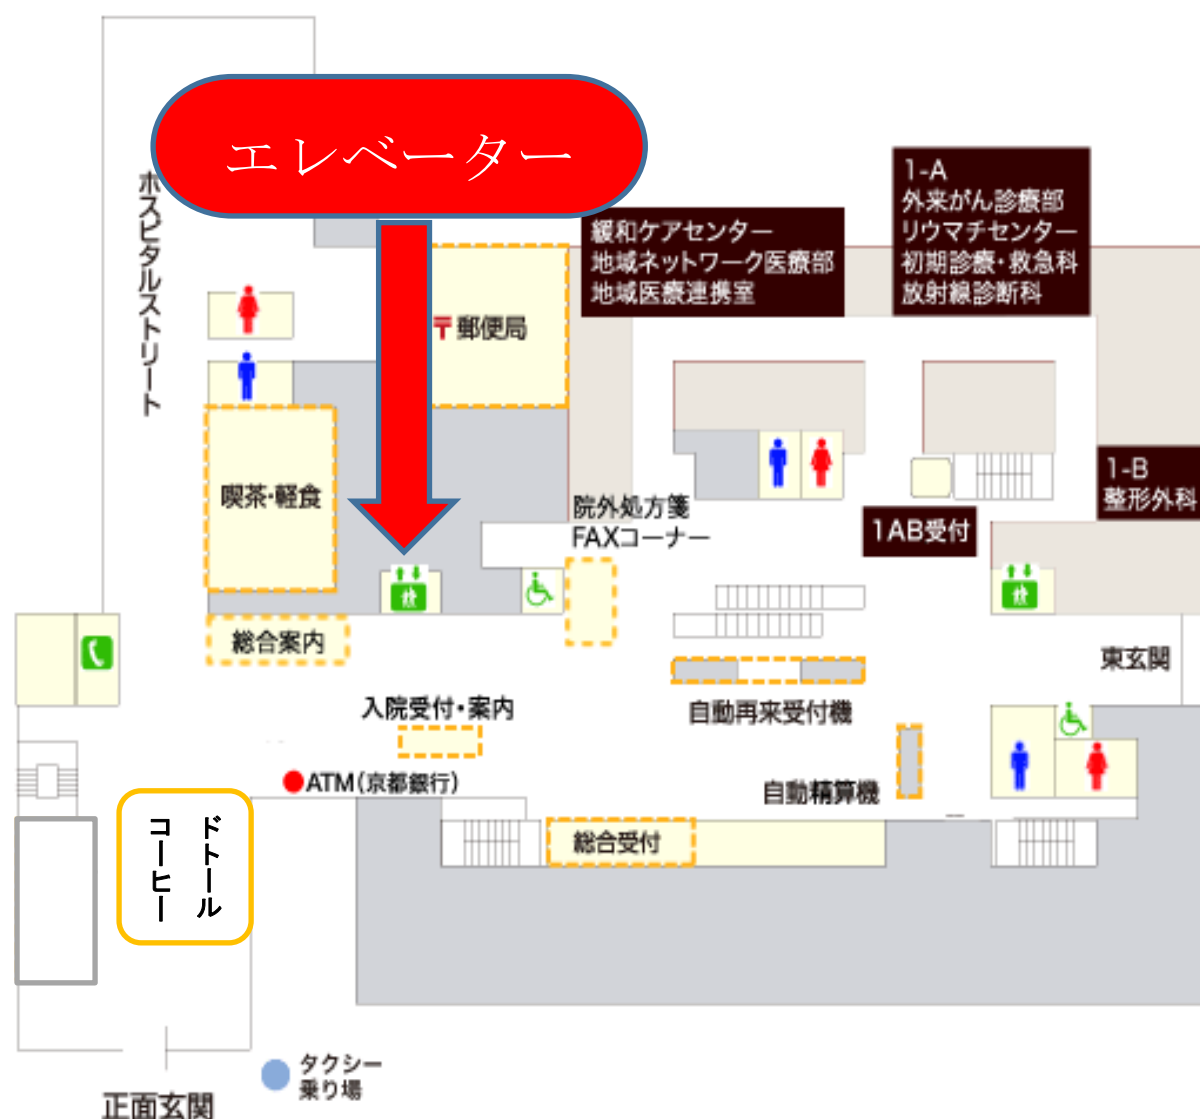 エレベーター
ホスピタルストリート
緩和ケアセンター
地域ネットワーク医療部
地域医療連携室
1-A
外来がん診療部
リウマチセンター
初期診療・救急科
放射線診断科
〒郵便局
喫茶・軽食
院外処方箋
FAXコーナー
1-B
整形外科
1AB受付
総合案内
東玄関
入院受付・案内
自動再来受付機
ATM(京都銀行)
自動精算機
総合受付
ドトール
コーヒー
タクシー
乗り場
正面玄関